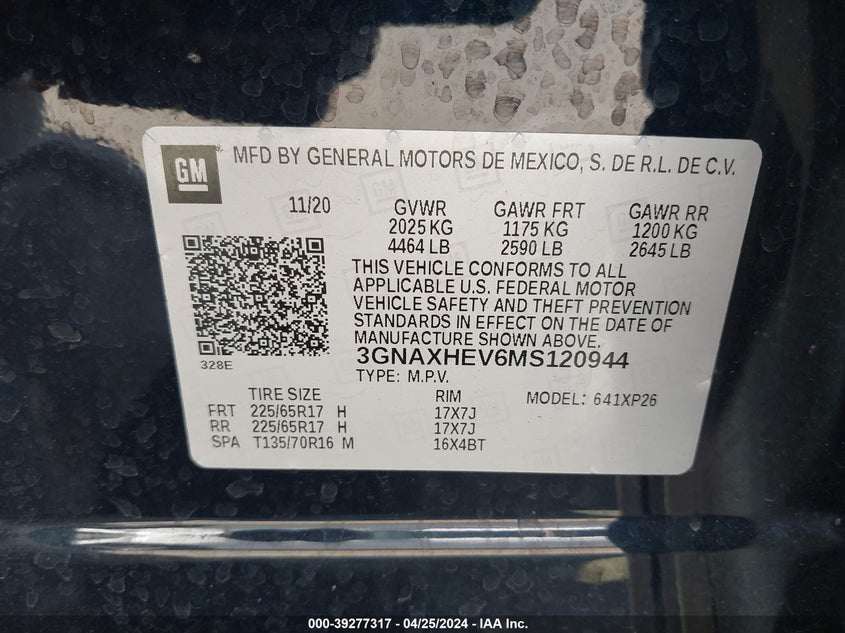 GM MFD BY GENERAL MOTORS DE MEXICO, S. DE R.L. DE C.V.
11/20 GVWR GAWR FRT GAWR RR
2025 KG 1175 KG 1200 KG
4464 LB 2590 LB 2645 LB
THIS VEHICLE CONFORMS TO ALL
APPLICABLE U.S. FEDERAL MOTOR
VEHICLE SAFETY AND THEFT PREVENTION
STANDARDS IN EFFECT ON THE DATE OF
MANUFACTURE SHOWN ABOVE.
328E 3GNAXHEV6MS120944
TYPE: M.P.V.
TIRE SIZE RIM MODEL: 641XP26
FRT 225/65R17 H 17X7J
RR 225/65R17 H 17X7J
SPA T135/70R16 M 16X4BT
000-39277317 - 04/25/2024 - IAA Inc.